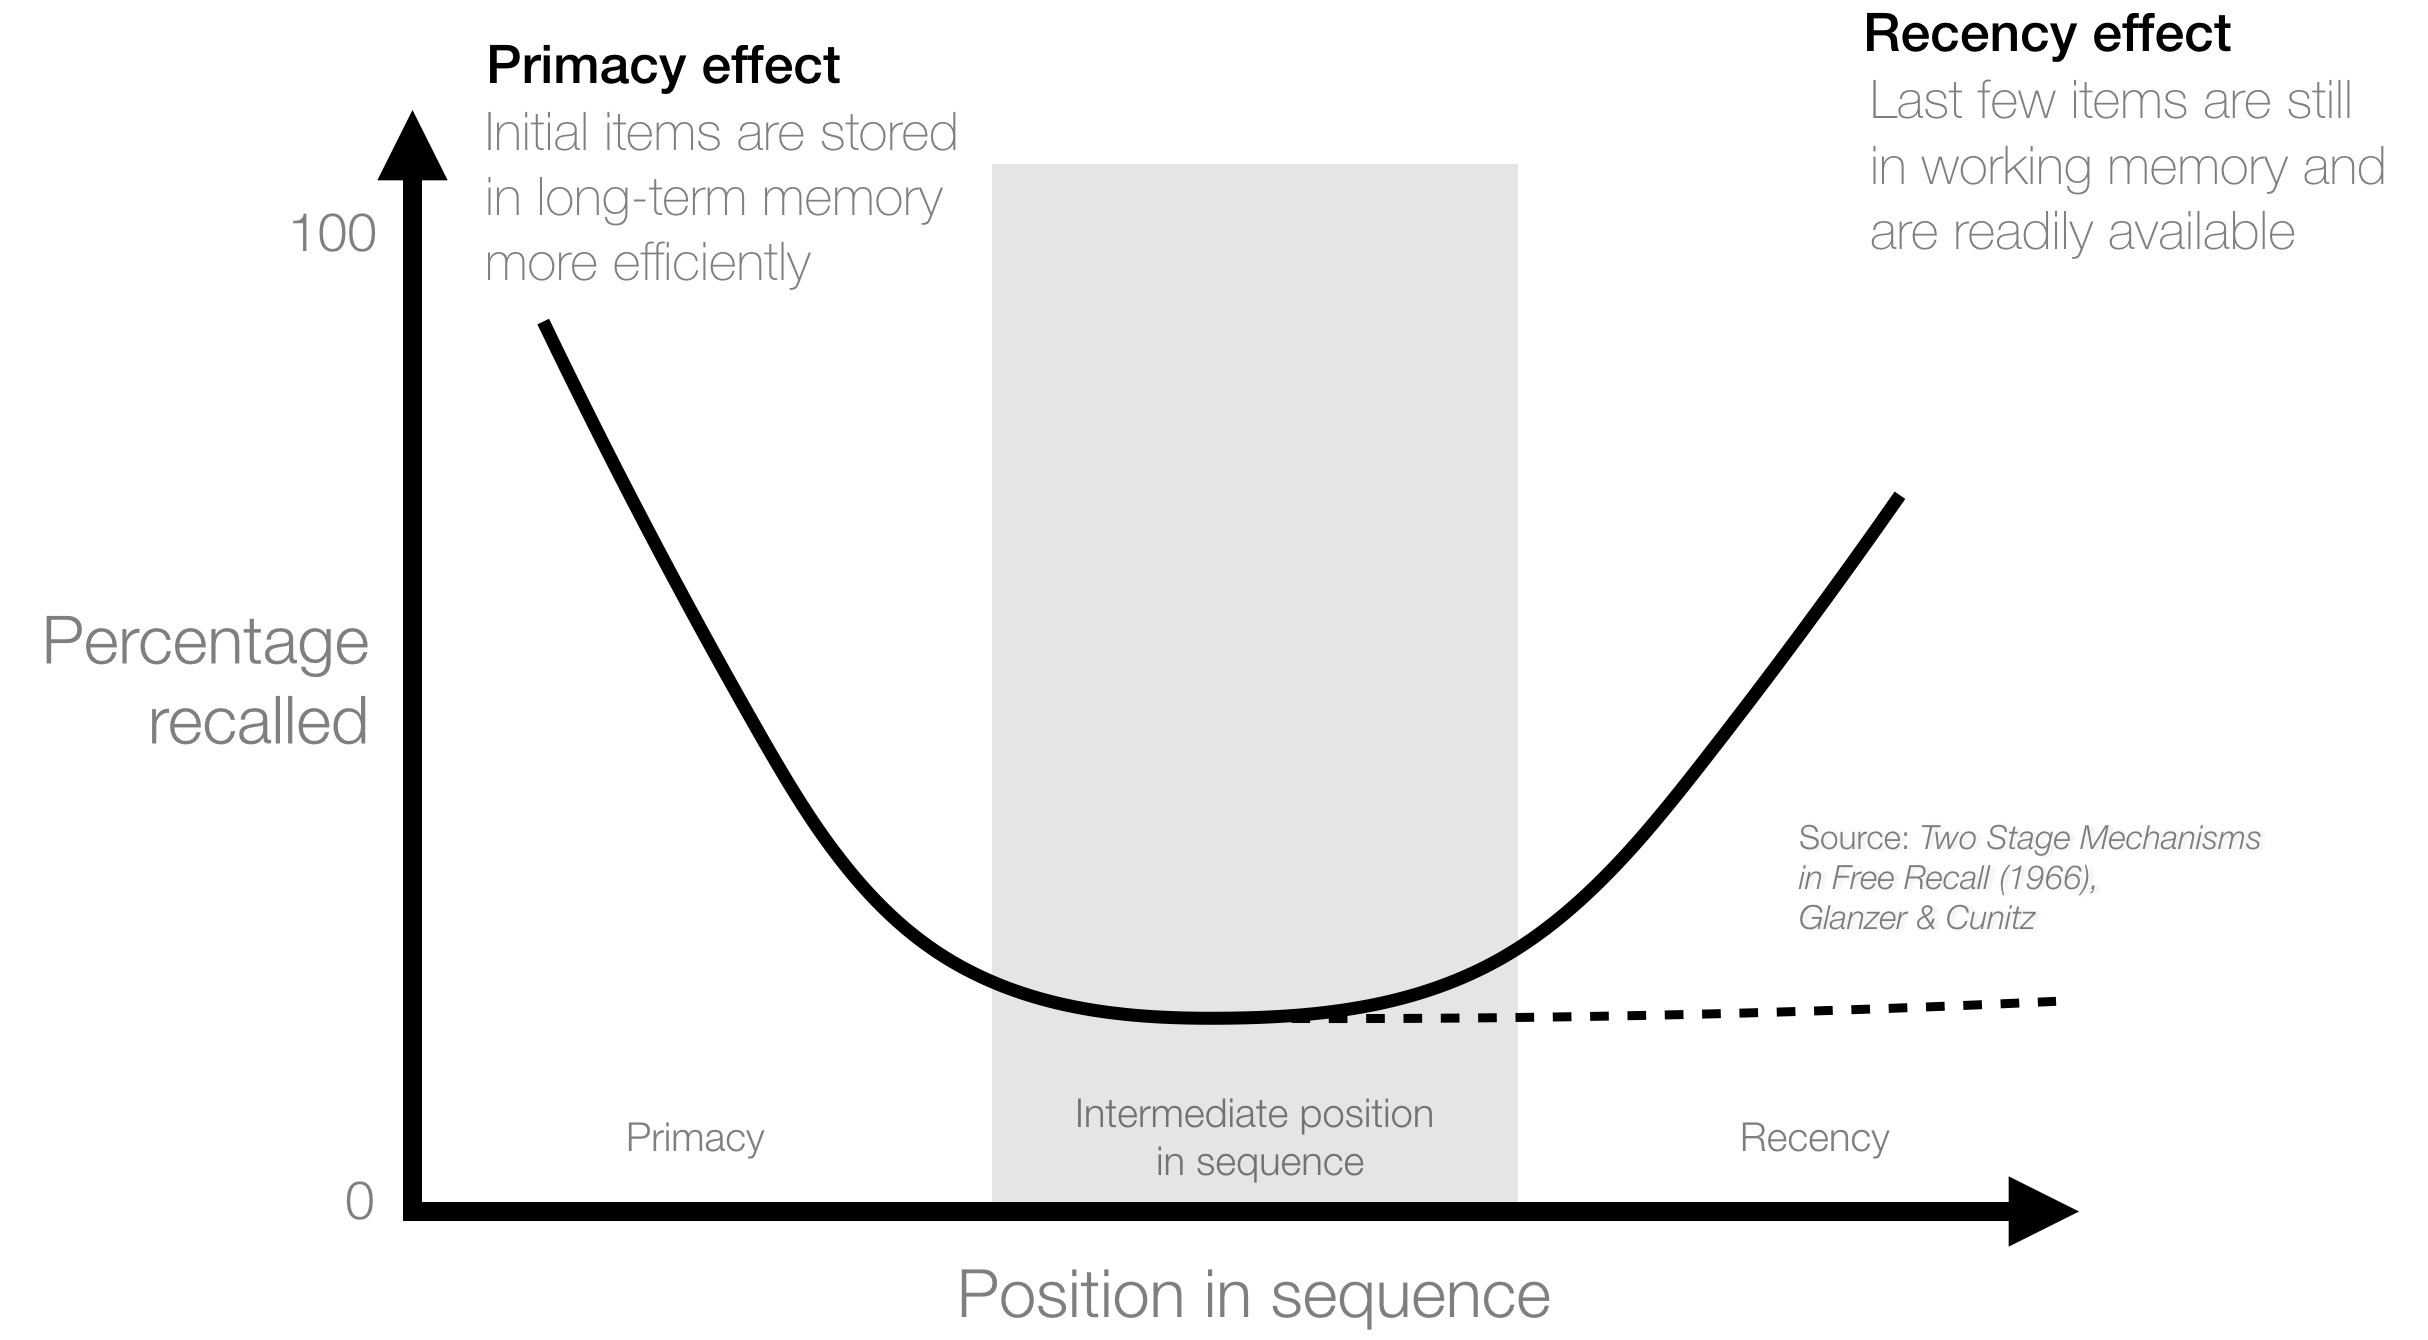 Primacy effect
Initial items are stored
in long-term memory
more efficiently
Recency effect
Last few items are still
in working memory and
are readily available
100
Percentage
recalled
0
Source: Two Stage Mechanisms
in Free Recall (1966),
Glanzer & Cunitz
Primacy
Intermediate position
in sequence
Recency
Position in sequence